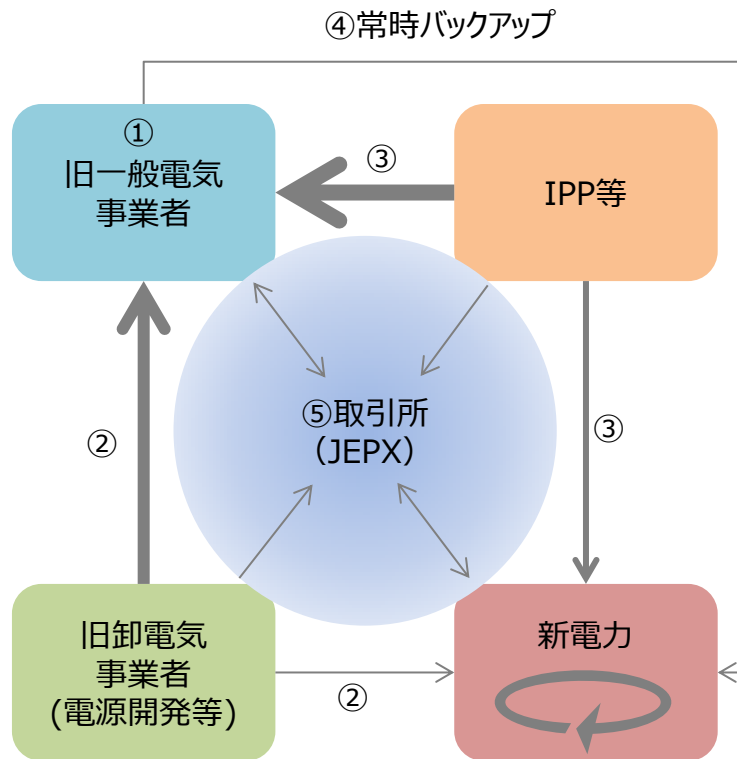 ④常時バックアップ
①
旧一般電気
事業者
③
IPP等
⑤取引所
（JEPX）
②
③
旧卸電気
事業者
(電源開発等)
②
新電力